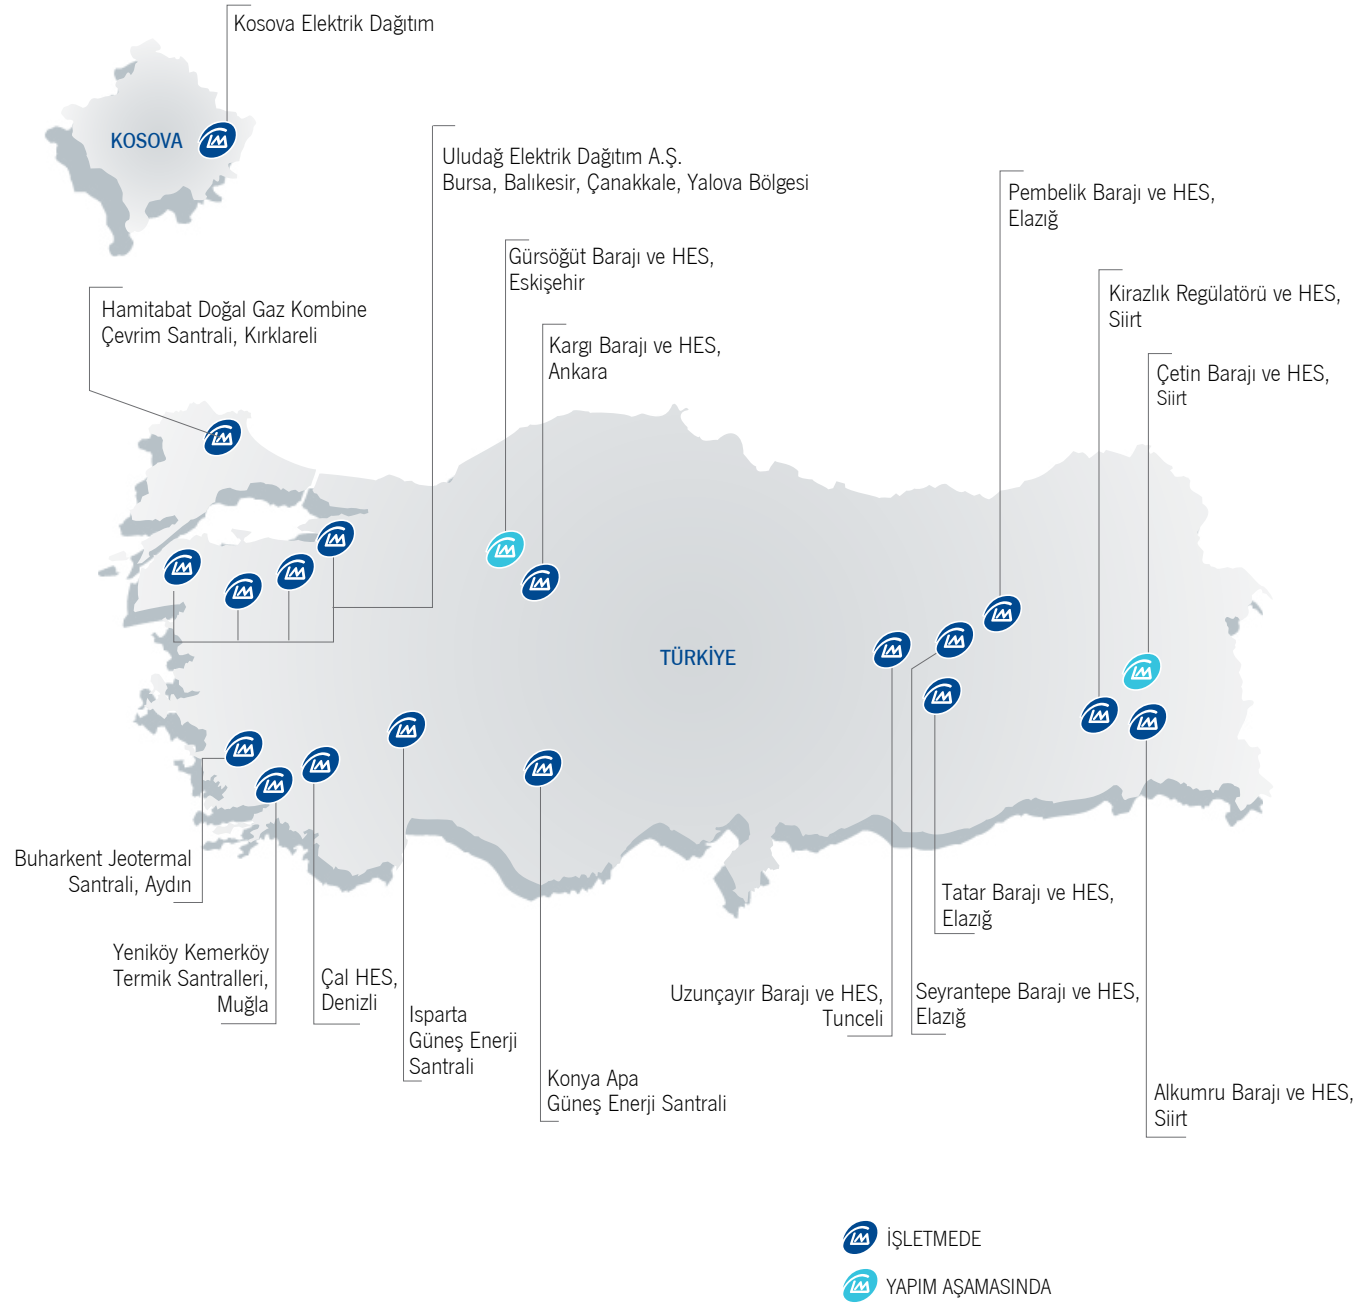 Kosova Elektrik Dağıtım
KOSOVA
Uludağ Elektrik Dağıtım A.Ş.
Bursa, Balıkesir, Çanakkale, Yalova Bölgesi
Pembelik Barajı ve HES,
Elazığ
Gürsöğüt Barajı ve HES,
Eskişehir
Kirazlık Regülatörü ve HES,
Siirt
Hamitabat Doğal Gaz Kombine
Çevrim Santrali, Kırklareli
Kargı Barajı ve HES,
Ankara
Çetin Barajı ve HES,
Siirt
TÜRKİYE
Buharkent Jeotermal
Santrali, Aydın
Tatar Barajı ve HES,
Elazığ
Yeniköy Kemerköy
Termik Santralleri,
Muğla
Çal HES,
Denizli
Isparta
Güneş Enerji
Santrali
Uzunçayır Barajı ve HES,
Tunceli
Seyrantepe Barajı ve HES,
Elazığ
Konya Apa
Güneş Enerji Santrali
Alkumru Barajı ve HES,
Siirt
İŞLETMEDE
YAPIM AŞAMASINDA